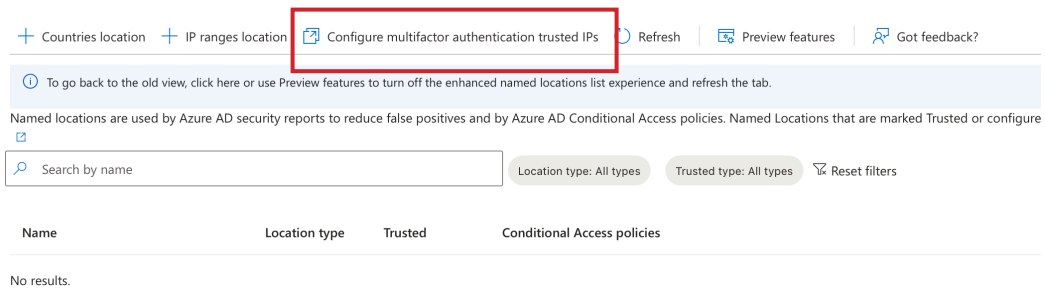 Countries location IP ranges location Configure multifactor authentication trusted IPs Refresh Preview features Got feedback?
To go back to the old view, click here or use Preview features to turn off the enhanced named locations list experience and refresh the tab.
Named locations are used by Azure AD security reports to reduce false positives and by Azure AD Conditional Access policies. Named Locations that are marked Trusted or configure
Search by name Location type: All types Trusted type: All types Reset filters
Name Location type Trusted Conditional Access policies
No results.